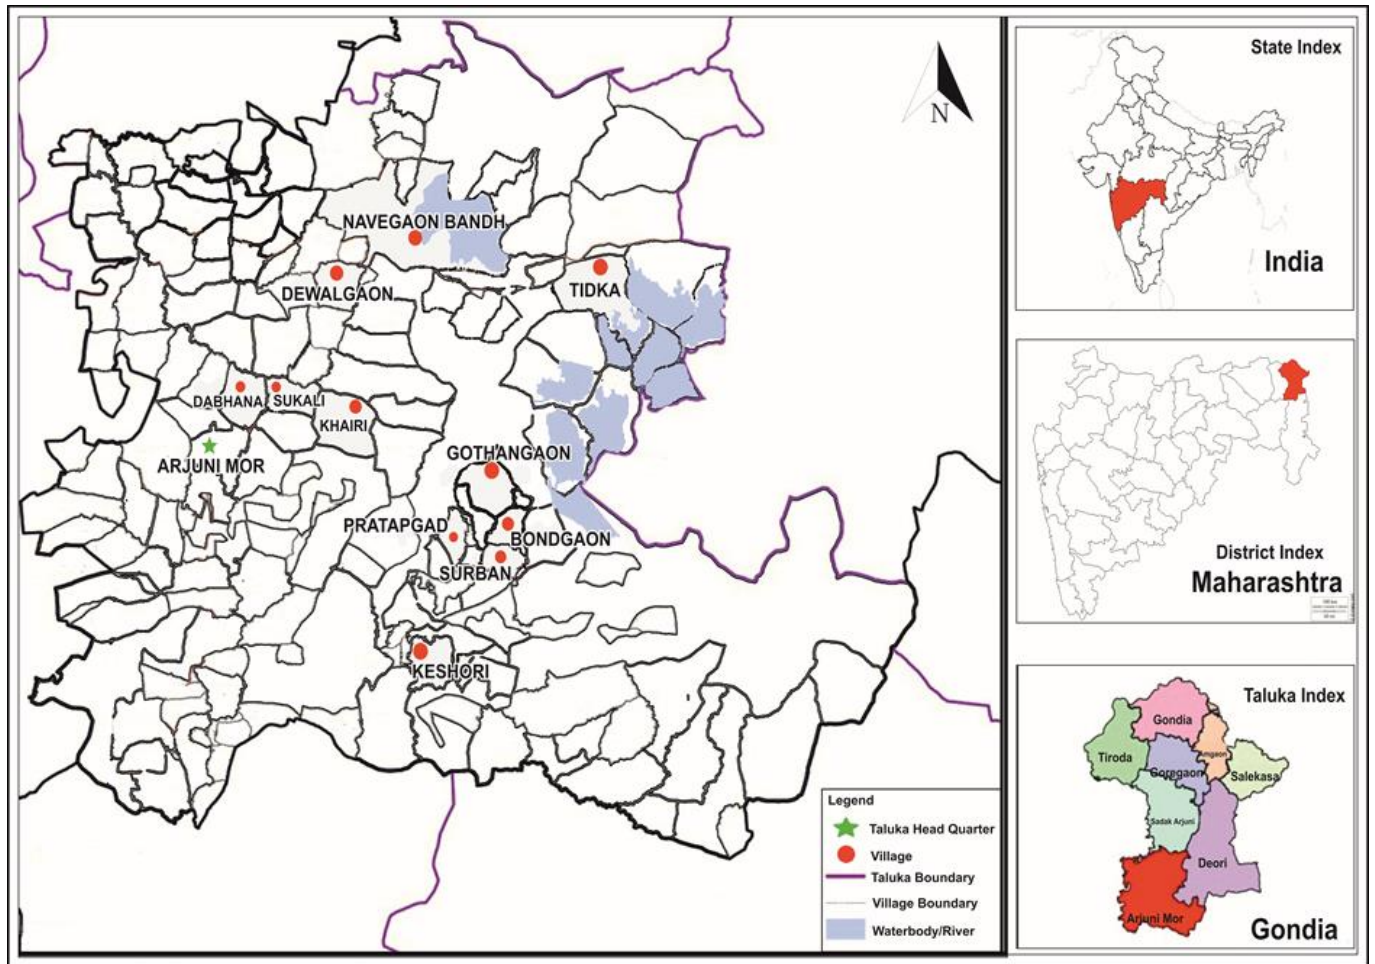 N
NAVEGAON BANDH
DEWALGAON
TIDKA
DABHANA
SUKALI
KHAIRI
ARJUNI MOR
GOTHANGAON
PRATAPGAD
BONDGAON
SURBAN
KESHORI
Legend
Taluka Head Quarter
Village
Taluka Boundary
Village Boundary
Waterbody/River
State Index
India
District Index
Maharashtra
Taluka Index
Gondia
Tiroda
Goregaon
Salekasa
Sadak Arjuni
Deori
Arjuni Mor
Gondia